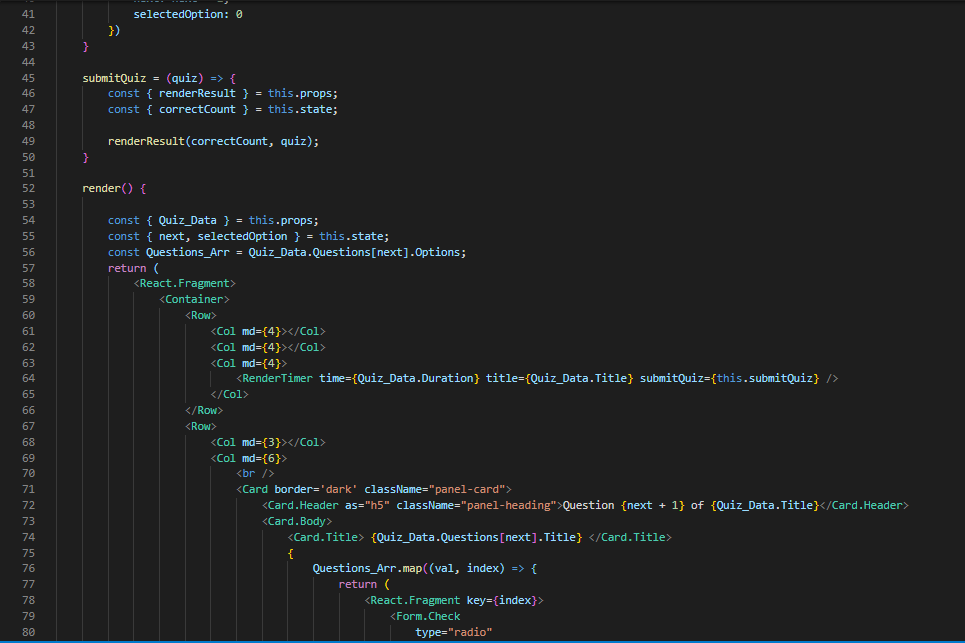 41 selectedOption: 0
42 })
43 }
44
45 submitQuiz = (quiz) => {
46 const { renderResult } = this.props;
47 const { correctCount } = this.state;
48
49 renderResult(correctCount, quiz);
50 }
51
52 render() {
53
54 const { Quiz_Data } = this.props;
55 const { next, selectedOption } = this.state;
56 const Questions_Arr = Quiz_Data.Questions[next].Options;
57 return (
58 <React.Fragment>
59 <Container>
60 <Row>
61 <Col md={4}></Col>
62 <Col md={4}></Col>
63 <Col md={4}>
64 <RenderTimer time={Quiz_Data.Duration} title={Quiz_Data.Title} submitQuiz={this.submitQuiz} />
65 </Col>
66 </Row>
67 <Row>
68 <Col md={3}></Col>
69 <Col md={6}>
70 <br />
71 <Card border='dark' className="panel-card">
72 <Card.Header as="h5" className="panel-heading">Question {next + 1} of {Quiz_Data.Title}</Card.Header>
73 <Card.Body>
74 <Card.Title> {Quiz_Data.Questions[next].Title} </Card.Title>
75 {
76 Questions_Arr.map((val, index) => {
77 return (
78 <React.Fragment key={index}>
79 <Form.Check
80 type="radio"